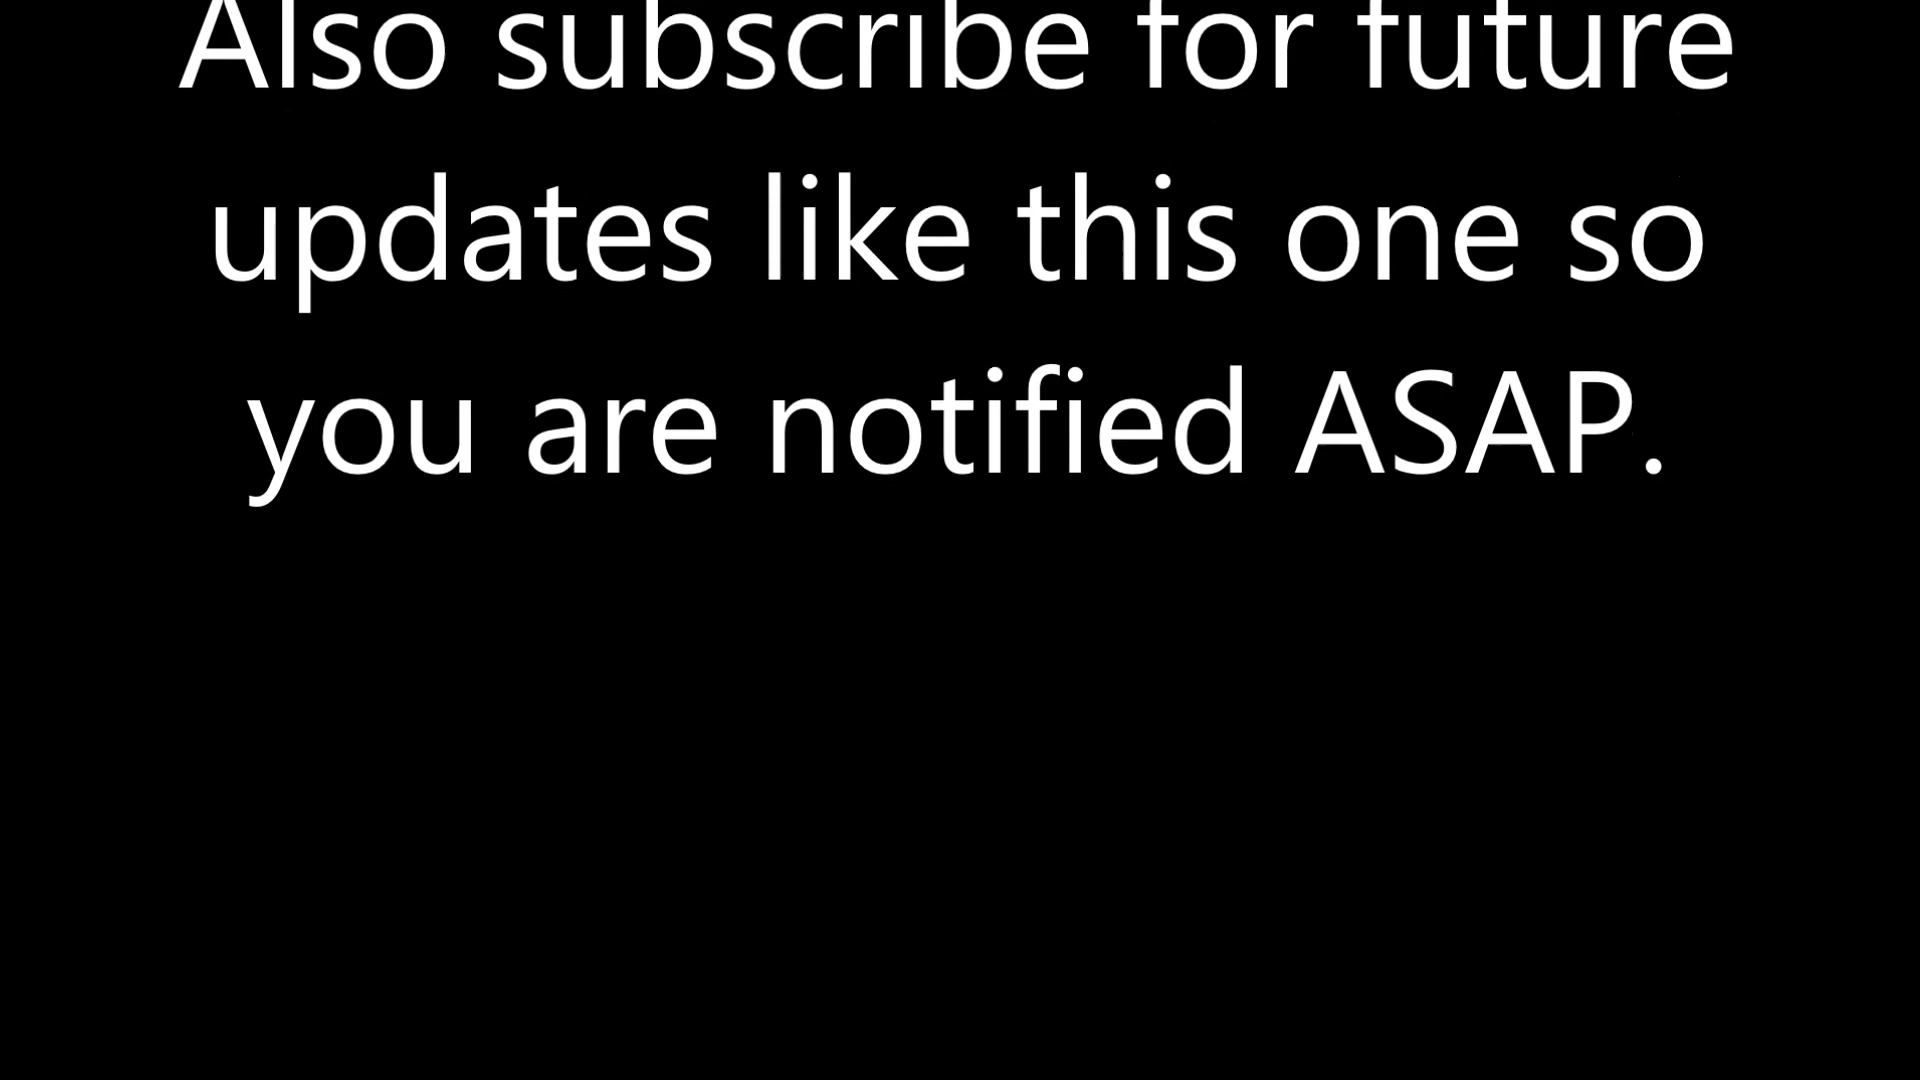 Also subscribe for future
updates like this one so
you are notified ASAP.